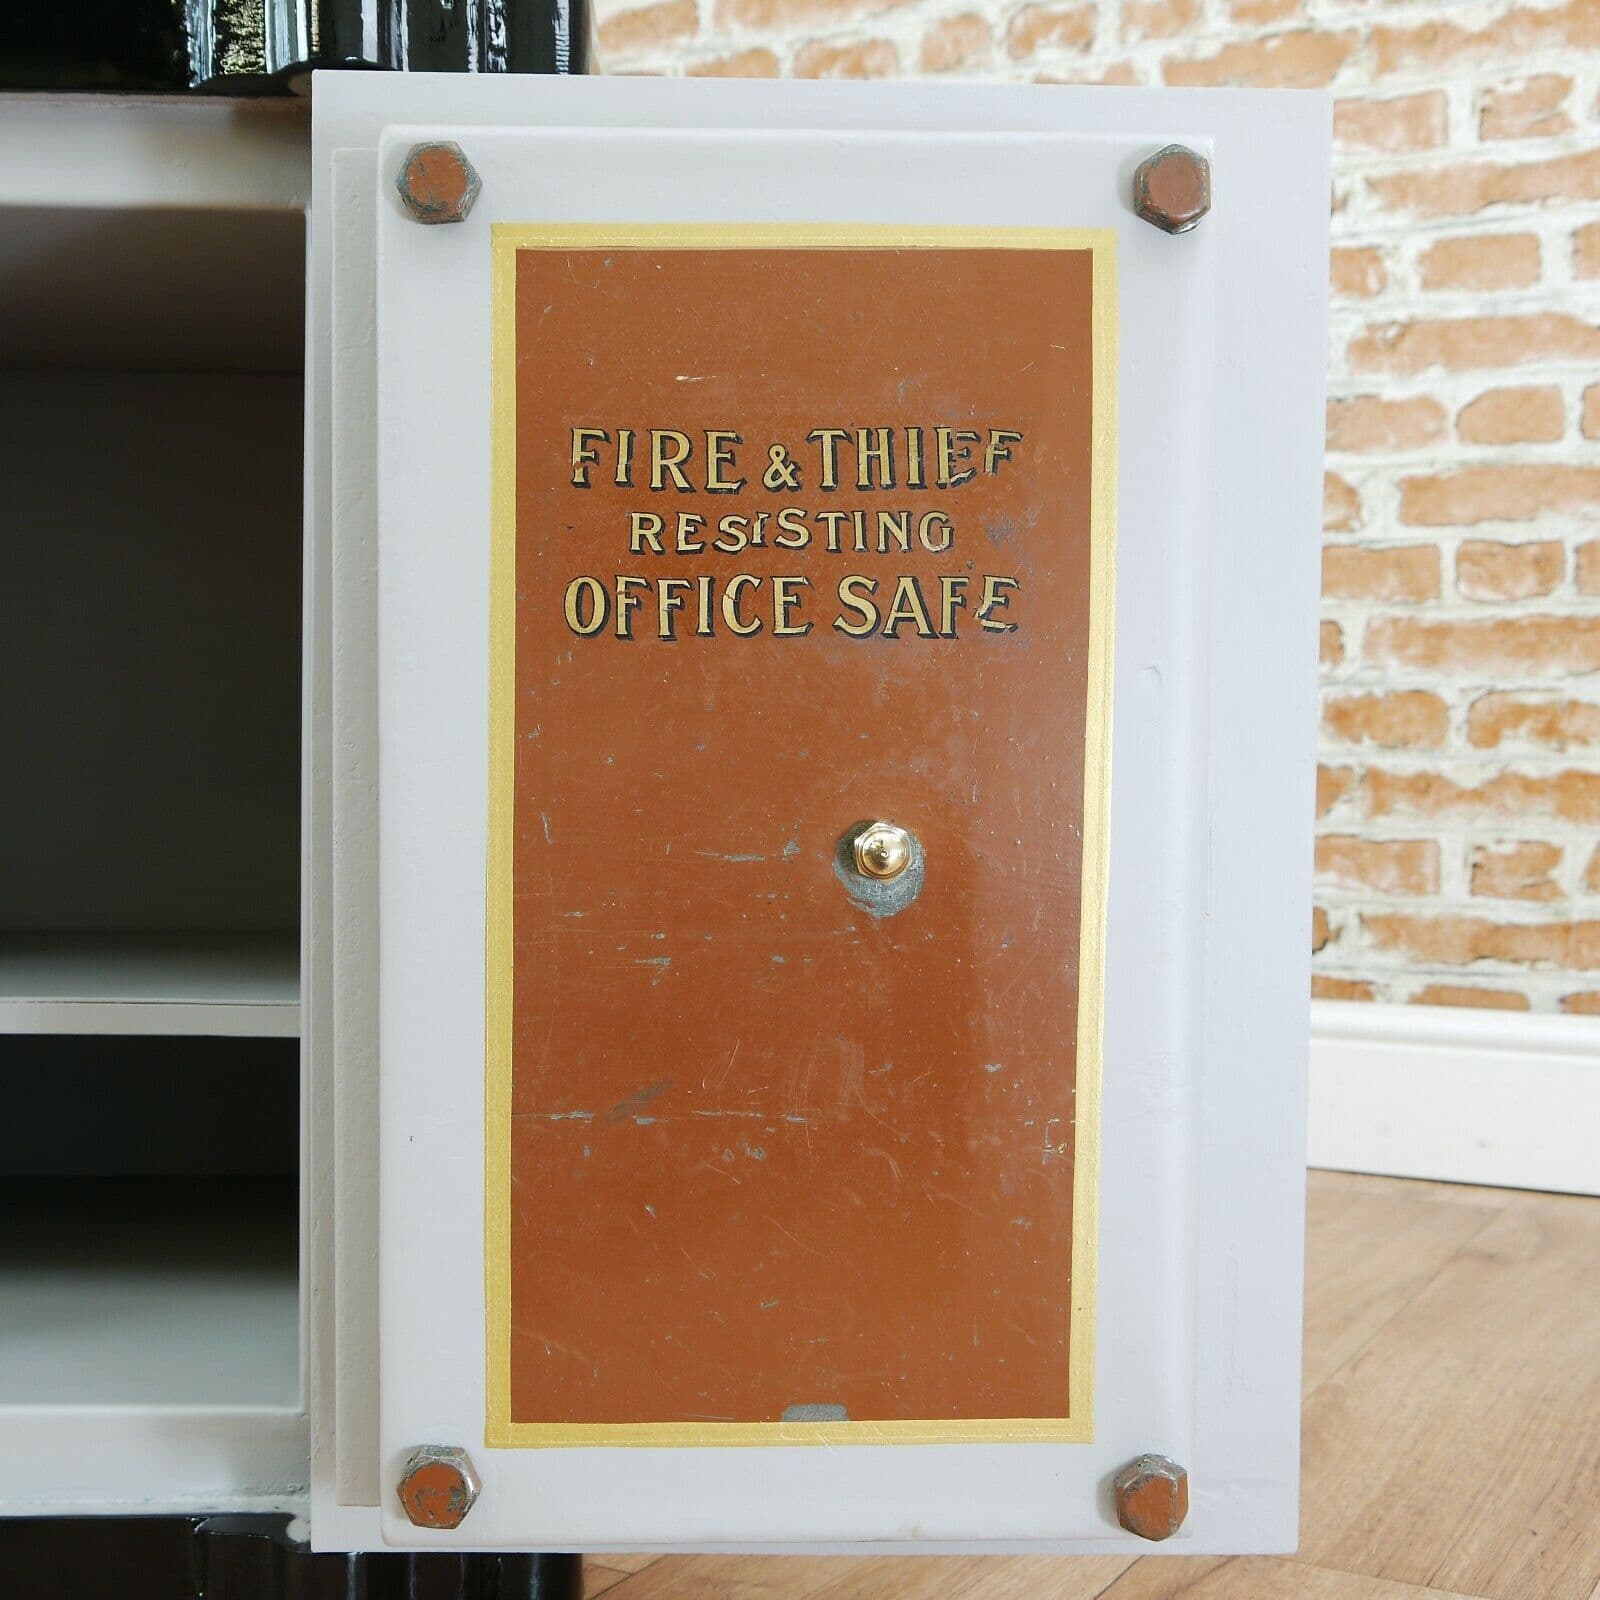 FIRE & THIEF
RESISTING
OFFICE SAFE